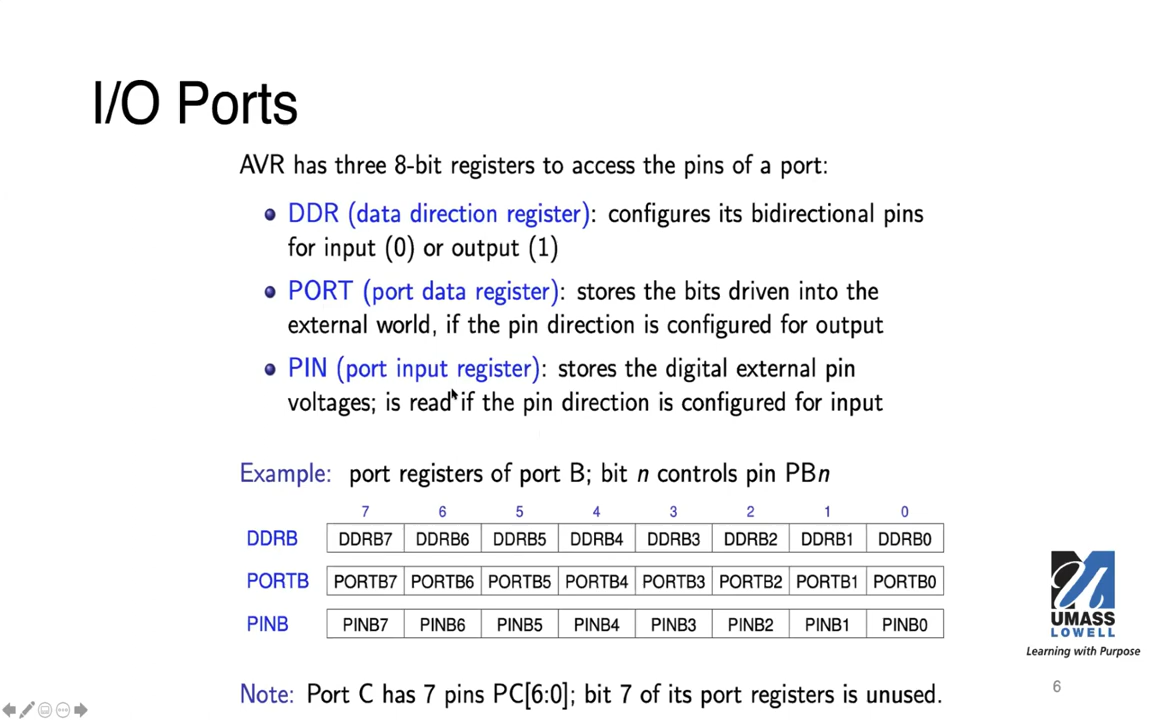 I/O Ports
AVR has three 8-bit registers to access the pins of a port:
DDR (data direction register): configures its bidirectional pins
for input (0) or output (1)
PORT (port data register): stores the bits driven into the
external world, if the pin direction is configured for output
PIN (port input register): stores the digital external pin
voltages; is read if the pin direction is configured for input
Example: port registers of port B; bit n controls pin PBn
7 6 5 4 3 2 1 0
DDRB DDRB7 DDRB6 DDRB5 DDRB4 DDRB3 DDRB2 DDRB1 DDRB0
PORTB PORTB7 PORTB6 PORTB5 PORTB4 PORTB3 PORTB2 PORTB1 PORTB0
PINB PINB7 PINB6 PINB5 PINB4 PINB3 PINB2 PINB1 PINB0
UMASS
LOWELL
Learning with Purpose
Note: Port C has 7 pins PC[6:0]; bit 7 of its port registers is unused.
6